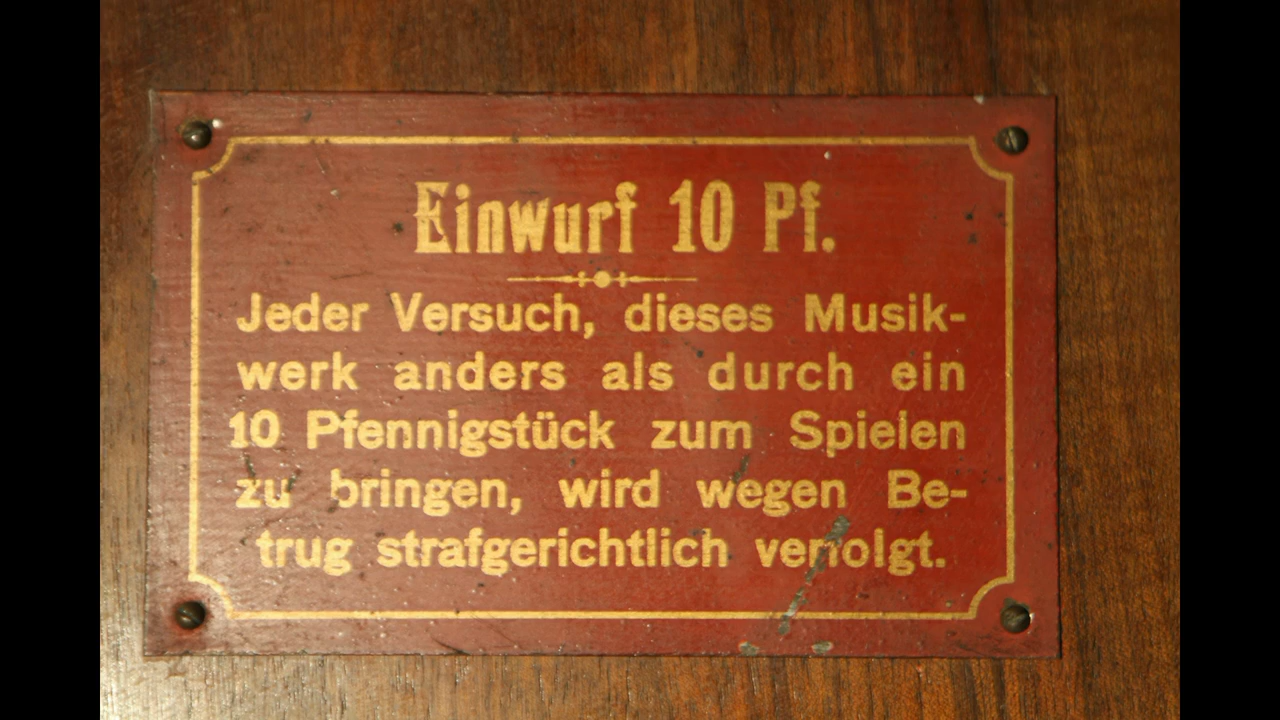 Einwurf 10 Pf.
Jeder Versuch, dieses Musik-
werk anders als durch ein
10 Pfennigstück zum Spielen
zu bringen, wird wegen Be-
trug strafgerichtlich verfolgt.